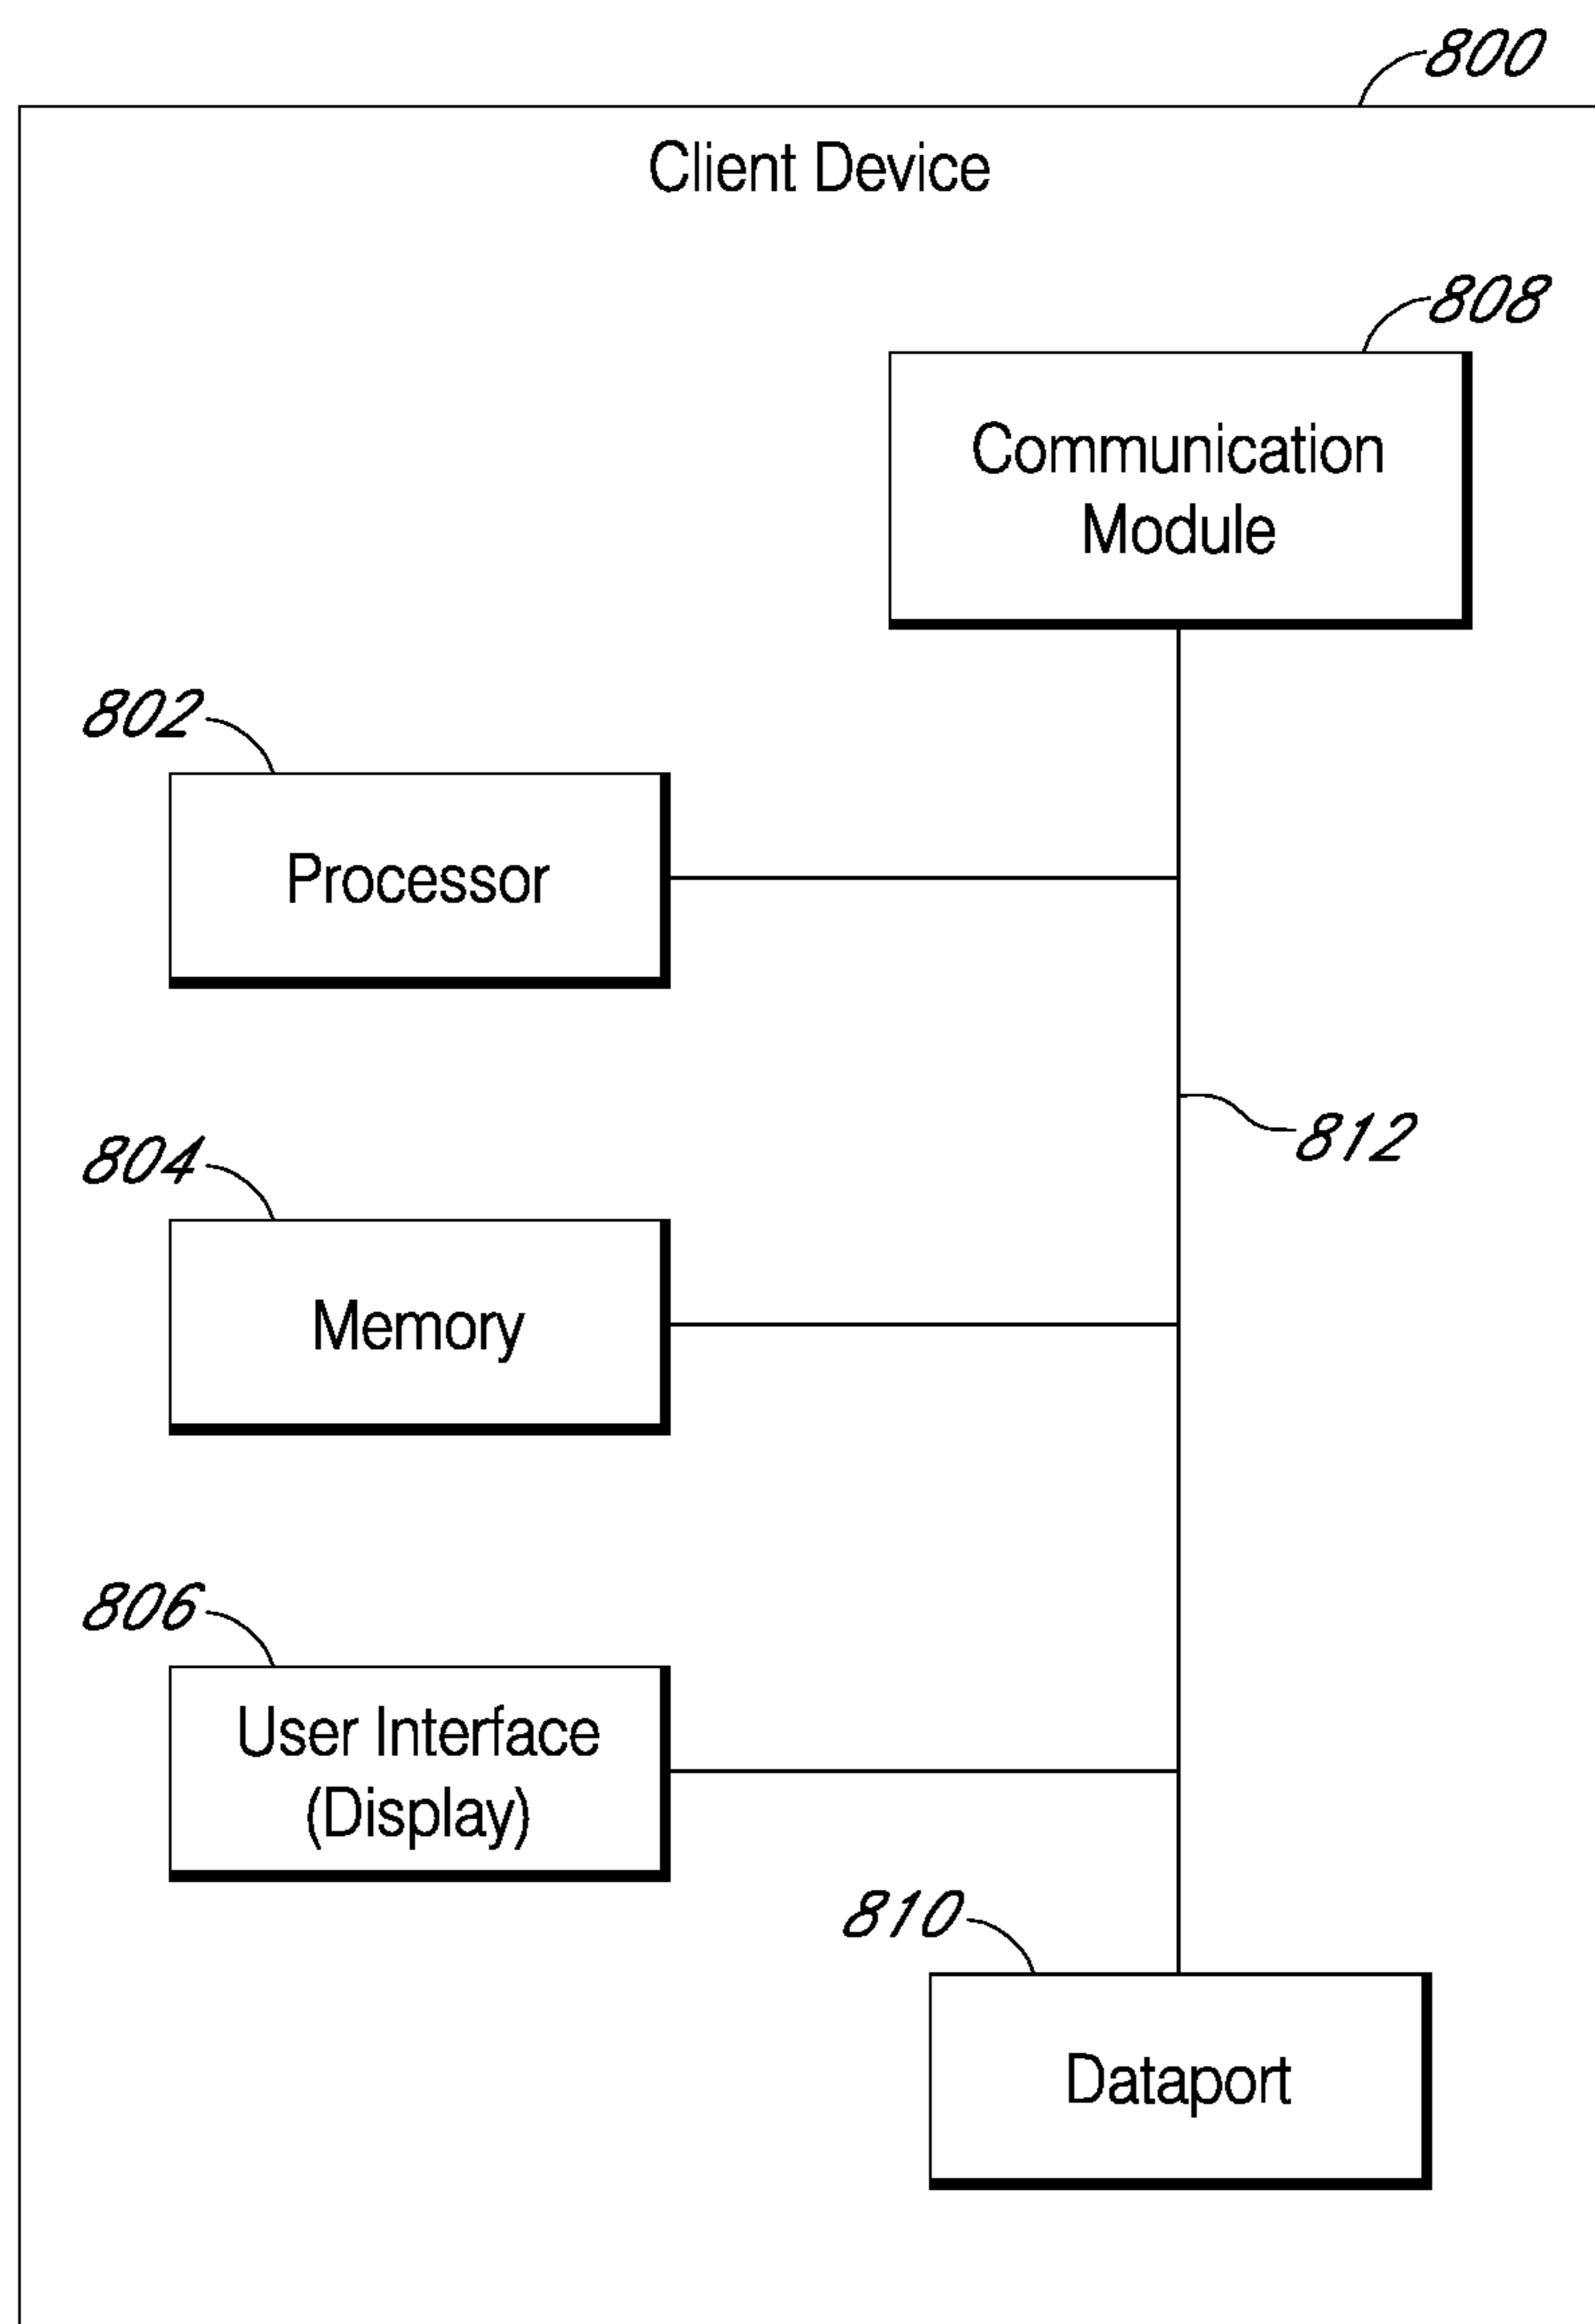 800
Client Device
808
Communication
Module
802
Processor
812
804
Memory
806
User Interface
(Display)
810
Dataport